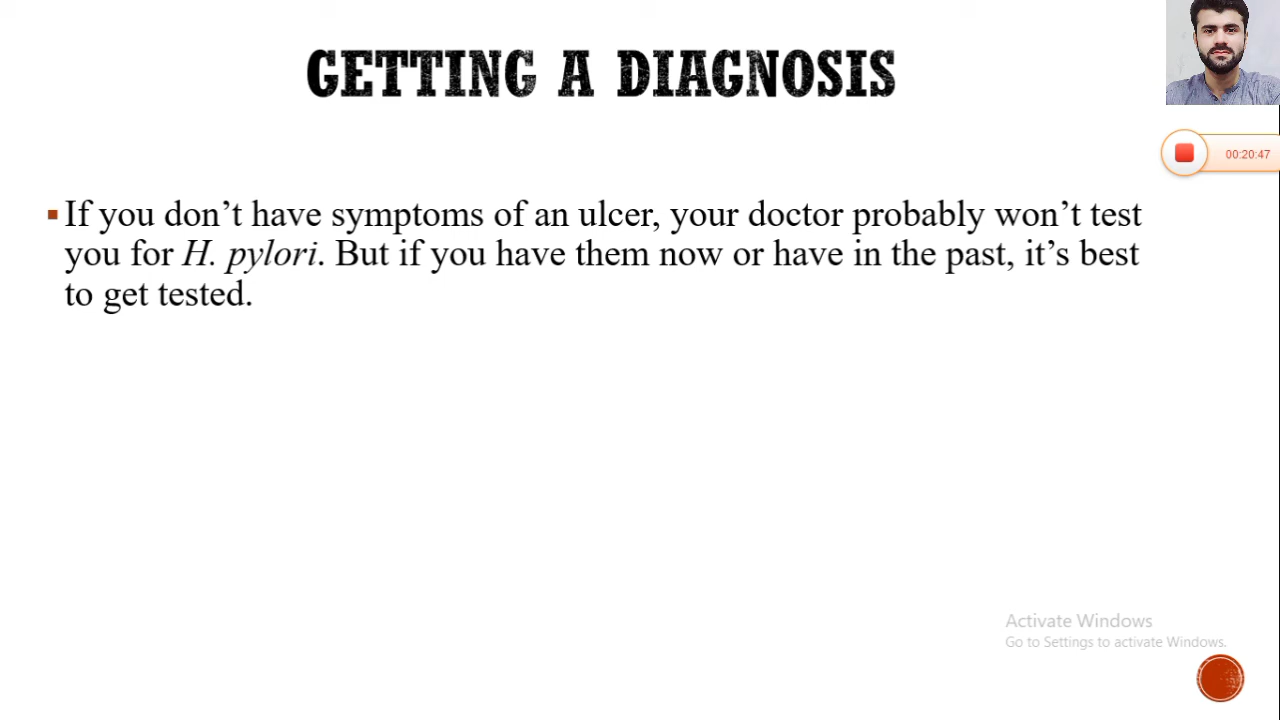 GETTING A DIAGNOSIS
00:20:47
▪ If you don’t have symptoms of an ulcer, your doctor probably won’t test
you for H. pylori. But if you have them now or have in the past, it’s best
to get tested.
Activate Windows
Go to Settings to activate Windows.